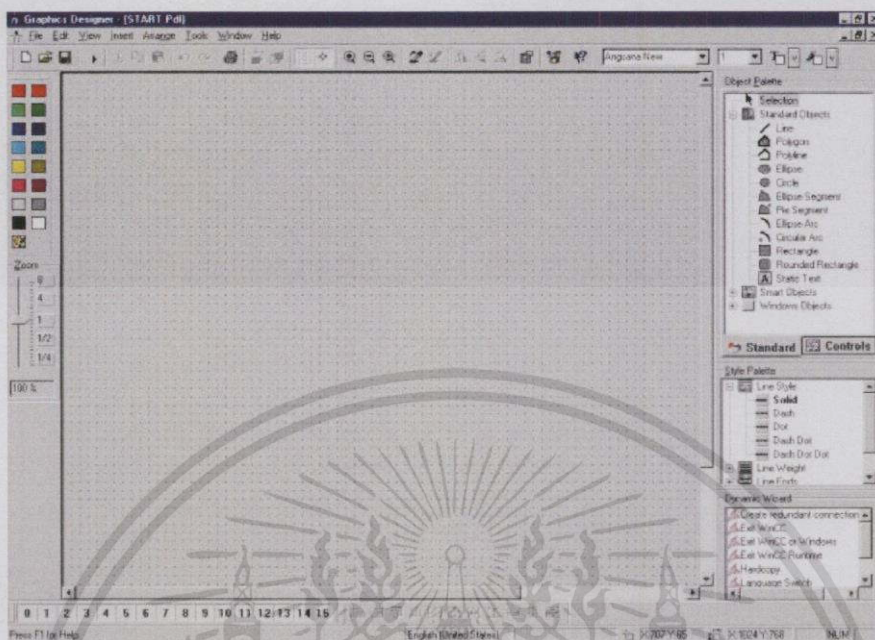 Graphics Designer - [START.Pdl]
File Edit View Insert Arrange Tools Window Help
Angsana New 1
Object Palette
Selection
Standard Objects
Line
Polygon
Polyline
Ellipse
Circle
Ellipse Segment
Pie Segment
Ellipse Arc
Circular Arc
Rectangle
Rounded Rectangle
A Static Text
Smart Objects
Windows Objects
Standard Controls
Zoom
8
4
1
1/2
1/4
100 %
Style Palette
Line Style
Solid
Dash
Dot
Dash Dot
Dash Dot Dot
Line Weight
Line Ends
Dynamic Wizard
Create redundant connection
Exit WinCC
Exit WinCC or Windows
Exit WinCC Runtime
Hardcopy
Language Switch
0 1 2 3 4 5 6 7 8 9 10 11 12 13 14 15
Press F1 for Help English (United States) X:707 Y:65 X:1024 Y:768 NUM